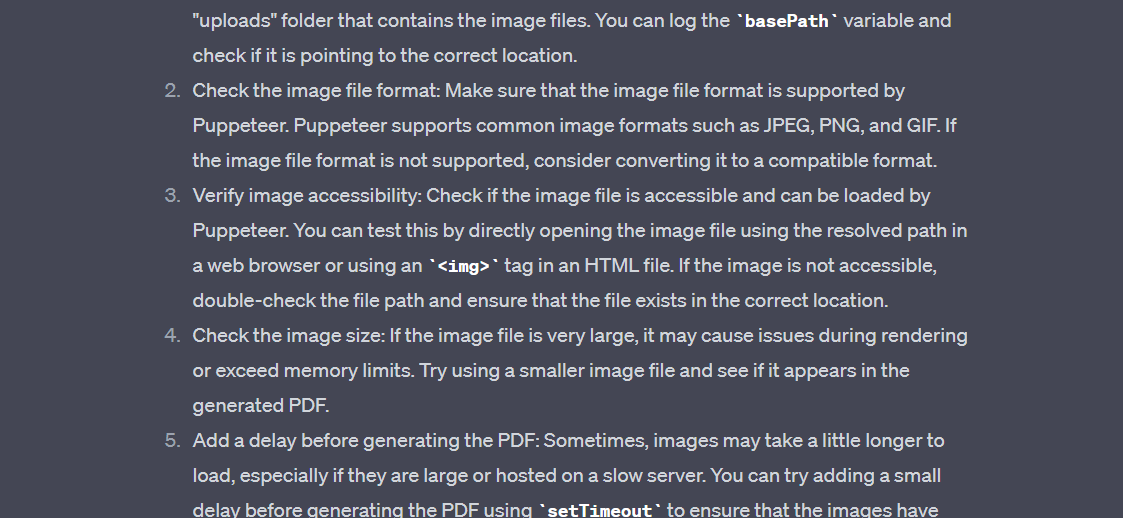 "uploads" folder that contains the image files. You can log the `basePath` variable and
check if it is pointing to the correct location.
2. Check the image file format: Make sure that the image file format is supported by
Puppeteer. Puppeteer supports common image formats such as JPEG, PNG, and GIF. If
the image file format is not supported, consider converting it to a compatible format.
3. Verify image accessibility: Check if the image file is accessible and can be loaded by
Puppeteer. You can test this by directly opening the image file using the resolved path in
a web browser or using an `<img>` tag in an HTML file. If the image is not accessible,
double-check the file path and ensure that the file exists in the correct location.
4. Check the image size: If the image file is very large, it may cause issues during rendering
or exceed memory limits. Try using a smaller image file and see if it appears in the
generated PDF.
5. Add a delay before generating the PDF: Sometimes, images may take a little longer to
load, especially if they are large or hosted on a slow server. You can try adding a small
delay before generating the PDF using `setTimeout` to ensure that the images have